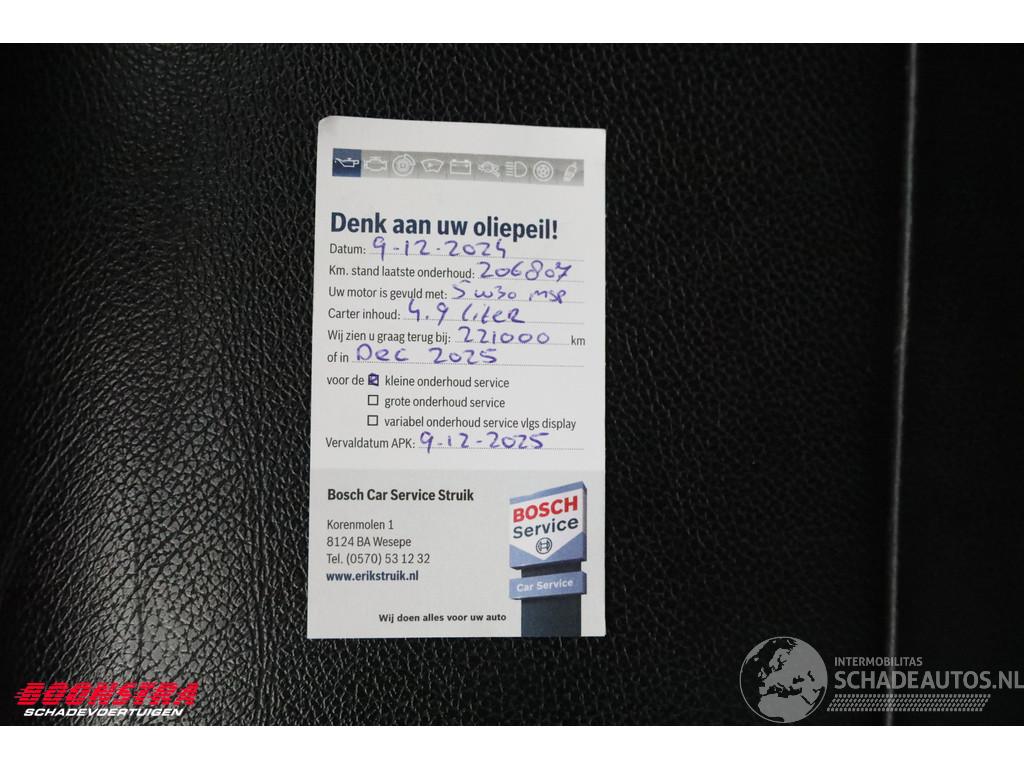 Denk aan uw oliepeil!
Datum: 9-12-2024
Km. stand laatste onderhoud: 206807
Uw motor is gevuld met: 5w30 msp
Carter inhoud: 4.9 liter
Wij zien u graag terug bij: 221000 km
of in Dec 2025
voor de kleine onderhoud service
grote onderhoud service
variabel onderhoud service vlgs display
Vervaldatum APK: 9-12-2025
Bosch Car Service Struik
Korenmolen 1
8124 BA Wesepe
Tel. (0570) 53 12 32
www.erikstruik.nl
BOSCH
Service
Car Service
Wij doen alles voor uw auto
BOONSTRA
SCHADEVOERTUIGEN
INTERMOBILITAS
SCHADEAUTOS.NL